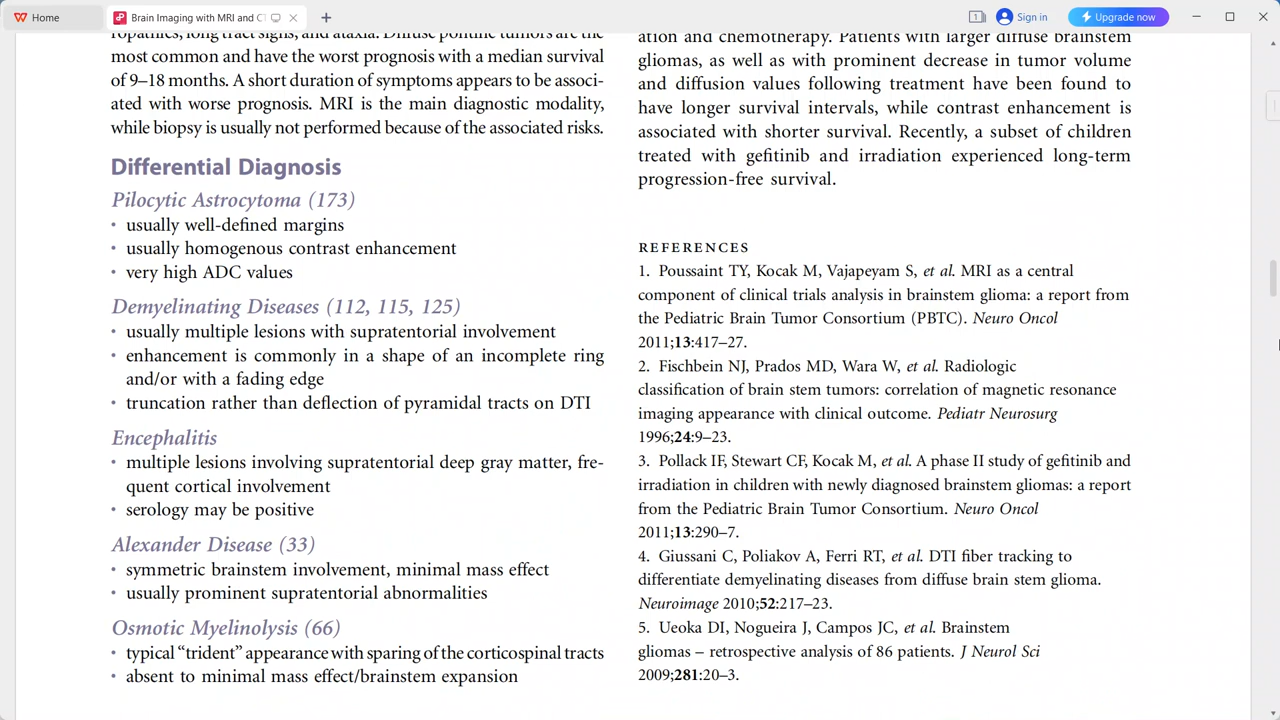 Home
Brain Imaging with MRI and C
1
Sign in
Upgrade now
ropathies, long tract signs, and ataxia. Diffuse pontine tumors are the
most common and have the worst prognosis with a median survival
of 9–18 months. A short duration of symptoms appears to be associ-
ated with worse prognosis. MRI is the main diagnostic modality,
while biopsy is usually not performed because of the associated risks.
Differential Diagnosis
Pilocytic Astrocytoma (173)
• usually well-defined margins
• usually homogenous contrast enhancement
• very high ADC values
Demyelinating Diseases (112, 115, 125)
• usually multiple lesions with supratentorial involvement
• enhancement is commonly in a shape of an incomplete ring
and/or with a fading edge
• truncation rather than deflection of pyramidal tracts on DTI
Encephalitis
• multiple lesions involving supratentorial deep gray matter, fre-
quent cortical involvement
• serology may be positive
Alexander Disease (33)
• symmetric brainstem involvement, minimal mass effect
• usually prominent supratentorial abnormalities
Osmotic Myelinolysis (66)
• typical “trident” appearance with sparing of the corticospinal tracts
• absent to minimal mass effect/brainstem expansion
ation and chemotherapy. Patients with larger diffuse brainstem
gliomas, as well as with prominent decrease in tumor volume
and diffusion values following treatment have been found to
have longer survival intervals, while contrast enhancement is
associated with shorter survival. Recently, a subset of children
treated with gefitinib and irradiation experienced long-term
progression-free survival.
REFERENCES
1. Poussaint TY, Kocak M, Vajapeyam S, et al. MRI as a central
component of clinical trials analysis in brainstem glioma: a report from
the Pediatric Brain Tumor Consortium (PBTC). Neuro Oncol
2011;13:417–27.
2. Fischbein NJ, Prados MD, Wara W, et al. Radiologic
classification of brain stem tumors: correlation of magnetic resonance
imaging appearance with clinical outcome. Pediatr Neurosurg
1996;24:9–23.
3. Pollack IF, Stewart CF, Kocak M, et al. A phase II study of gefitinib and
irradiation in children with newly diagnosed brainstem gliomas: a report
from the Pediatric Brain Tumor Consortium. Neuro Oncol
2011;13:290–7.
4. Giussani C, Poliakov A, Ferri RT, et al. DTI fiber tracking to
differentiate demyelinating diseases from diffuse brain stem glioma.
Neuroimage 2010;52:217–23.
5. Ueoka DI, Nogueira J, Campos JC, et al. Brainstem
gliomas – retrospective analysis of 86 patients. J Neurol Sci
2009;281:20–3.